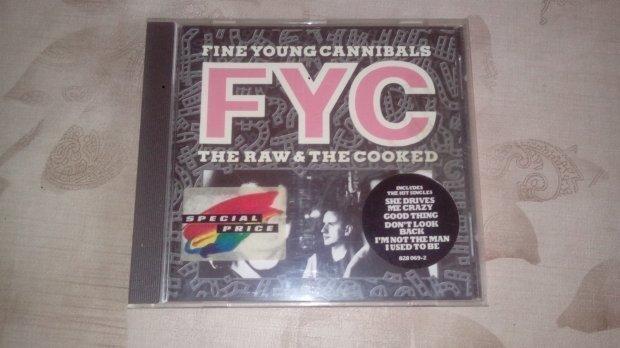 FINE YOUNG CANNIBALS
FYC
THE RAW & THE COOKED
SPECIAL
PRICE
INCLUDES
THE HIT SINGLES
SHE DRIVES
ME CRAZY
GOOD THING
DON'T LOOK
BACK
I'M NOT THE MAN
I USED TO BE
828 069-2